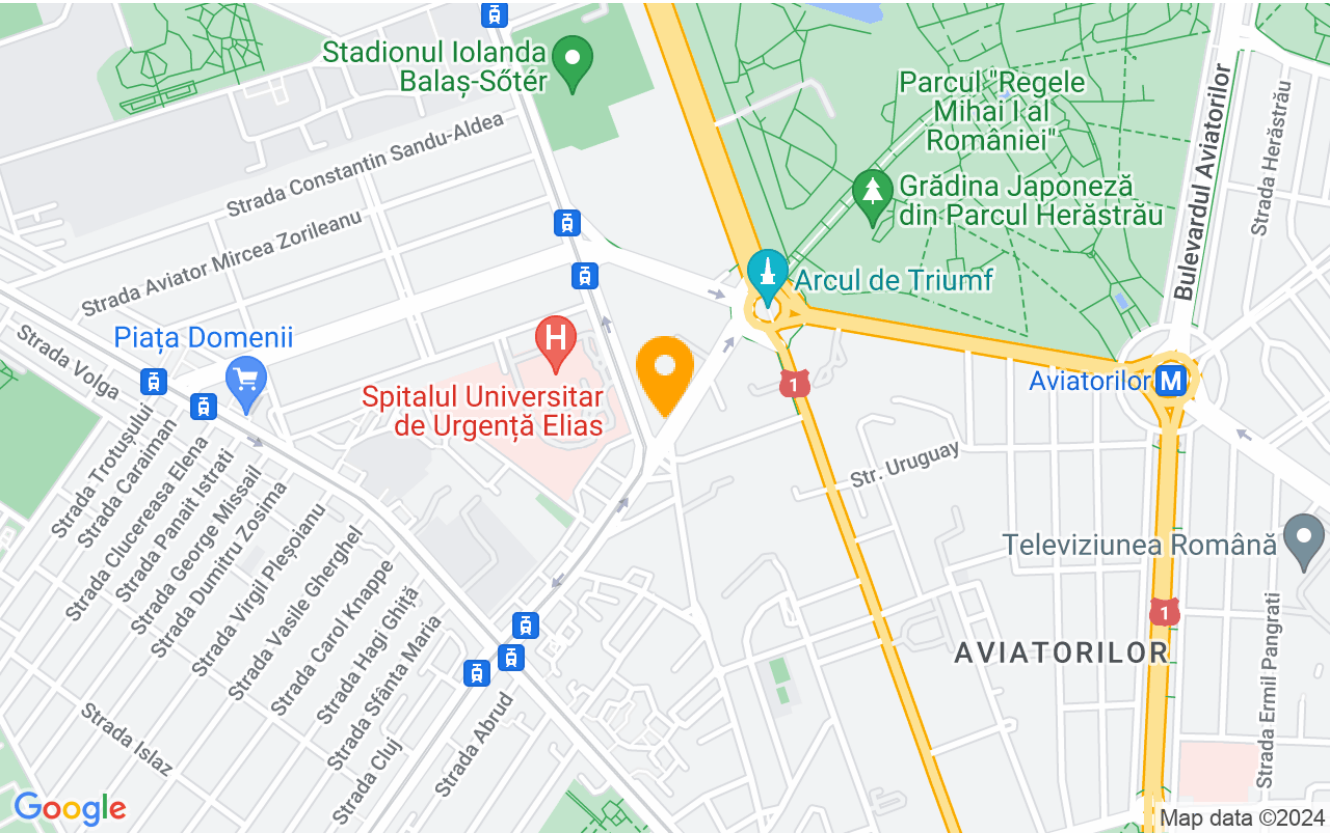 Stadionul Iolanda
Balaș-Sőtér
Parcul "Regele
Mihai I al
României"
Strada Constantin Sandu-Aldea
Strada Aviator Mircea Zorileanu
Grădina Japoneză
din Parcul Herăstrău
Bulevardul Aviatorilor
Strada Herăstrău
Arcul de Triumf
Piața Domenii
Strada Volga
H
Spitalul Universitar
de Urgență Elias
1
Aviatorilor
M
Str. Uruguay
Strada Trotușului
Strada Caraiman
Strada Clucereasa Elena
Strada Panait Istrati
Strada George Missail
Strada Dumitru Zosima
Strada Virgil Pleșoianu
Strada Vasile Gherghel
Strada Carol Knappe
Strada Hagi Ghiță
Strada Sfânta Maria
Strada Cluj
Strada Abrud
Strada Islaz
Televiziunea Română
1
AVIATORILOR
Strada Ermil Pangrati
Google
Map data ©2024